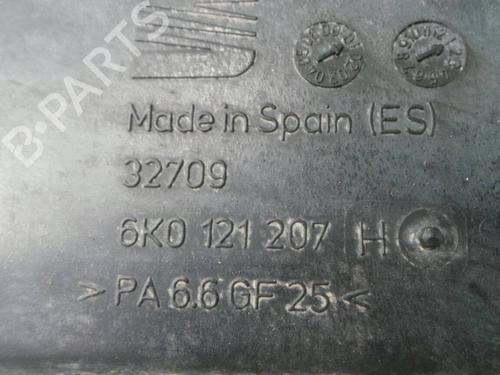 B-PARTS
Made in Spain (ES)
32709
6K0 121 207 H
>PA 6.6 GF 25<